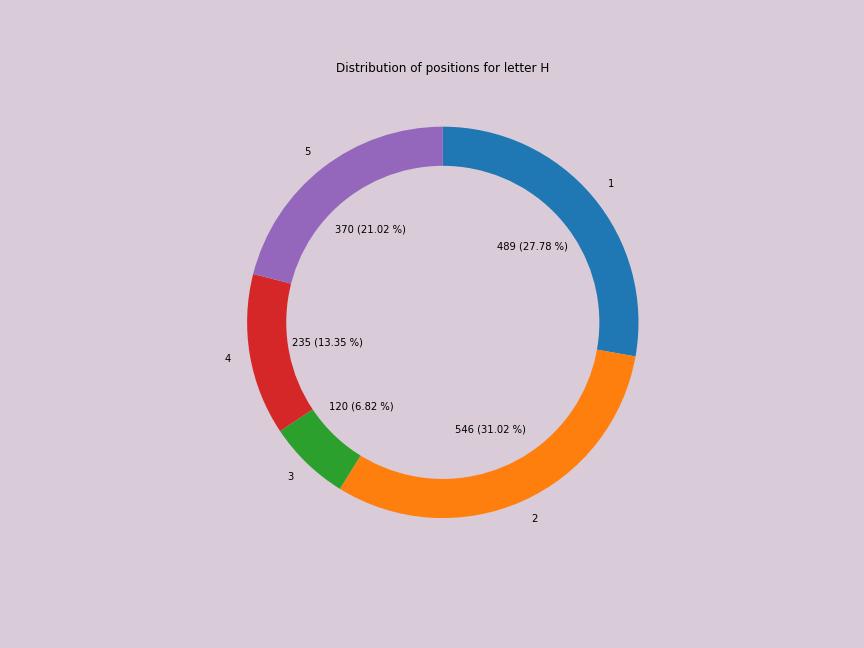 Distribution of positions for letter H
5
1
370 (21.02 %)
489 (27.78 %)
235 (13.35 %)
4
120 (6.82 %)
546 (31.02 %)
3
2